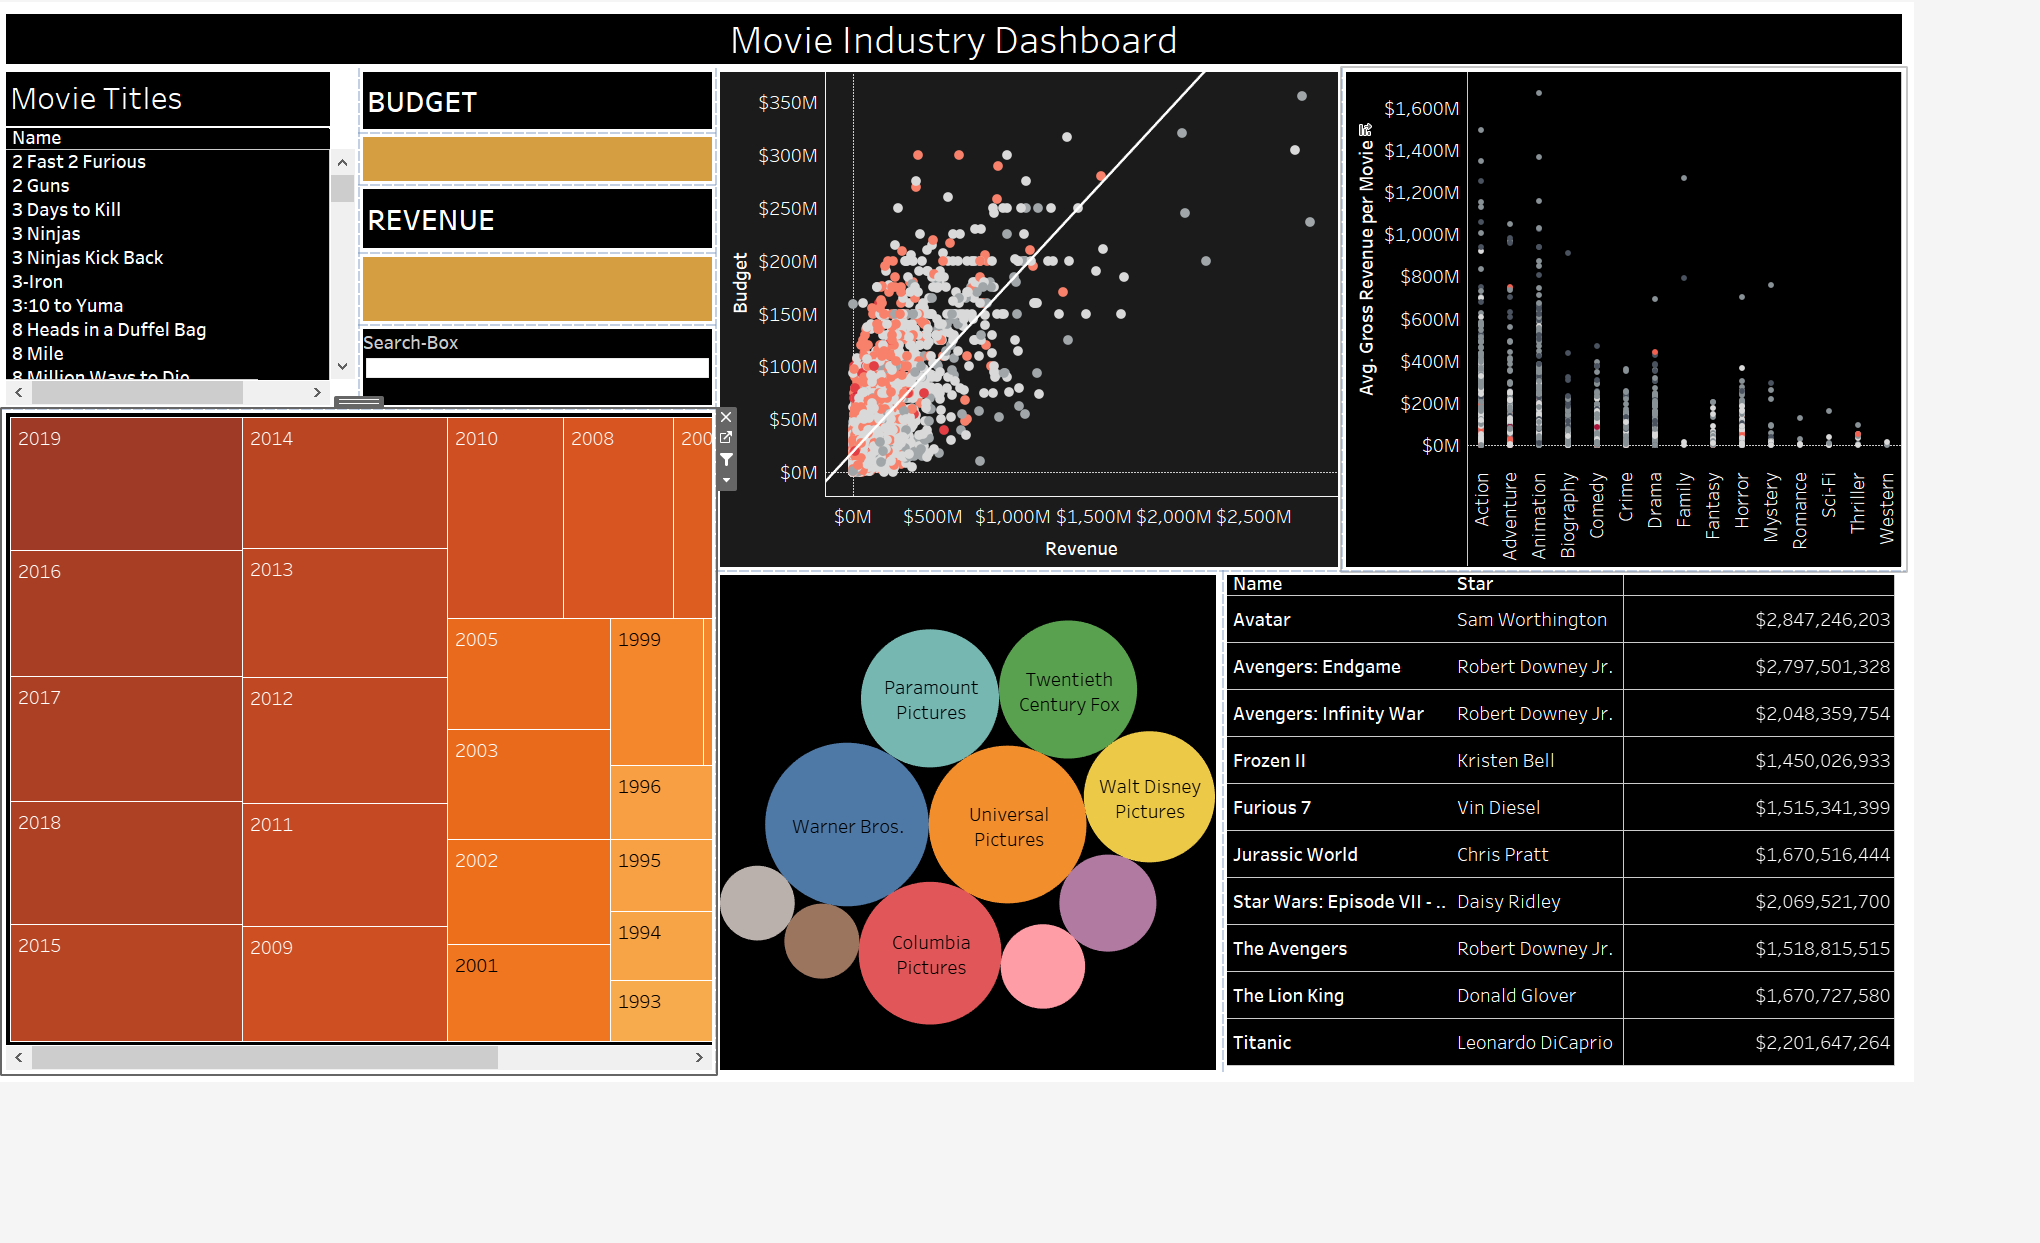 Movie Industry Dashboard
Movie Titles
Name
2 Fast 2 Furious
2 Guns
3 Days to Kill
3 Ninjas
3 Ninjas Kick Back
3-Iron
3:10 to Yuma
8 Heads in a Duffel Bag
8 Mile
8 Million Ways to Die
BUDGET
REVENUE
Search-Box
$350M
$300M
$250M
$200M
$150M
$100M
$50M
$0M
Budget
$0M $500M $1,000M $1,500M $2,000M $2,500M
Revenue
$1,600M
$1,400M
$1,200M
$1,000M
$800M
$600M
$400M
$200M
$0M
Avg. Gross Revenue per Movie
Action
Adventure
Animation
Biography
Comedy
Crime
Drama
Family
Fantasy
Horror
Mystery
Romance
Sci-Fi
Thriller
Western
2019
2016
2017
2018
2015
2014
2013
2012
2011
2009
2010
2008
200
2005
2003
2002
2001
1999
1996
1995
1994
1993
Paramount
Pictures
Twentieth
Century Fox
Walt Disney
Pictures
Warner Bros.
Universal
Pictures
Columbia
Pictures
Name Star
Avatar Sam Worthington $2,847,246,203
Avengers: Endgame Robert Downey Jr. $2,797,501,328
Avengers: Infinity War Robert Downey Jr. $2,048,359,754
Frozen II Kristen Bell $1,450,026,933
Furious 7 Vin Diesel $1,515,341,399
Jurassic World Chris Pratt $1,670,516,444
Star Wars: Episode VII - .. Daisy Ridley $2,069,521,700
The Avengers Robert Downey Jr. $1,518,815,515
The Lion King Donald Glover $1,670,727,580
Titanic Leonardo DiCaprio $2,201,647,264